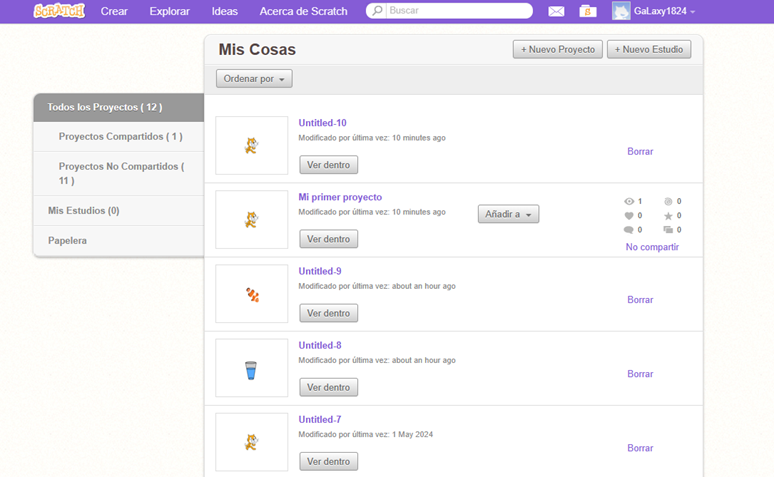 SCRATCH Crear Explorar Ideas Acerca de Scratch Buscar S GaLaxy1824
Mis Cosas + Nuevo Proyecto + Nuevo Estudio
Ordenar por
Todos los Proyectos ( 12 )
Proyectos Compartidos ( 1 )
Proyectos No Compartidos (
11 )
Mis Estudios (0)
Papelera
Untitled-10
Modificado por última vez: 10 minutes ago
Ver dentro
Borrar
Mi primer proyecto
Modificado por última vez: 10 minutes ago
Ver dentro
Añadir a
1 0
0 0
0 0
No compartir
Untitled-9
Modificado por última vez: about an hour ago
Ver dentro
Borrar
Untitled-8
Modificado por última vez: about an hour ago
Ver dentro
Borrar
Untitled-7
Modificado por última vez: 1 May 2024
Ver dentro
Borrar